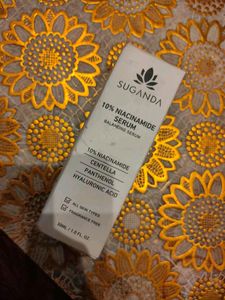 SUGANDA
10% NIACINAMIDE
SERUM
BALANCING SERUM
10% NIACINAMIDE
CENTELLA
PANTHENOL
HYALURONIC ACID
ALL SKIN TYPES
FRAGRANCE FREE
30ML / 1.0 FL. OZ.